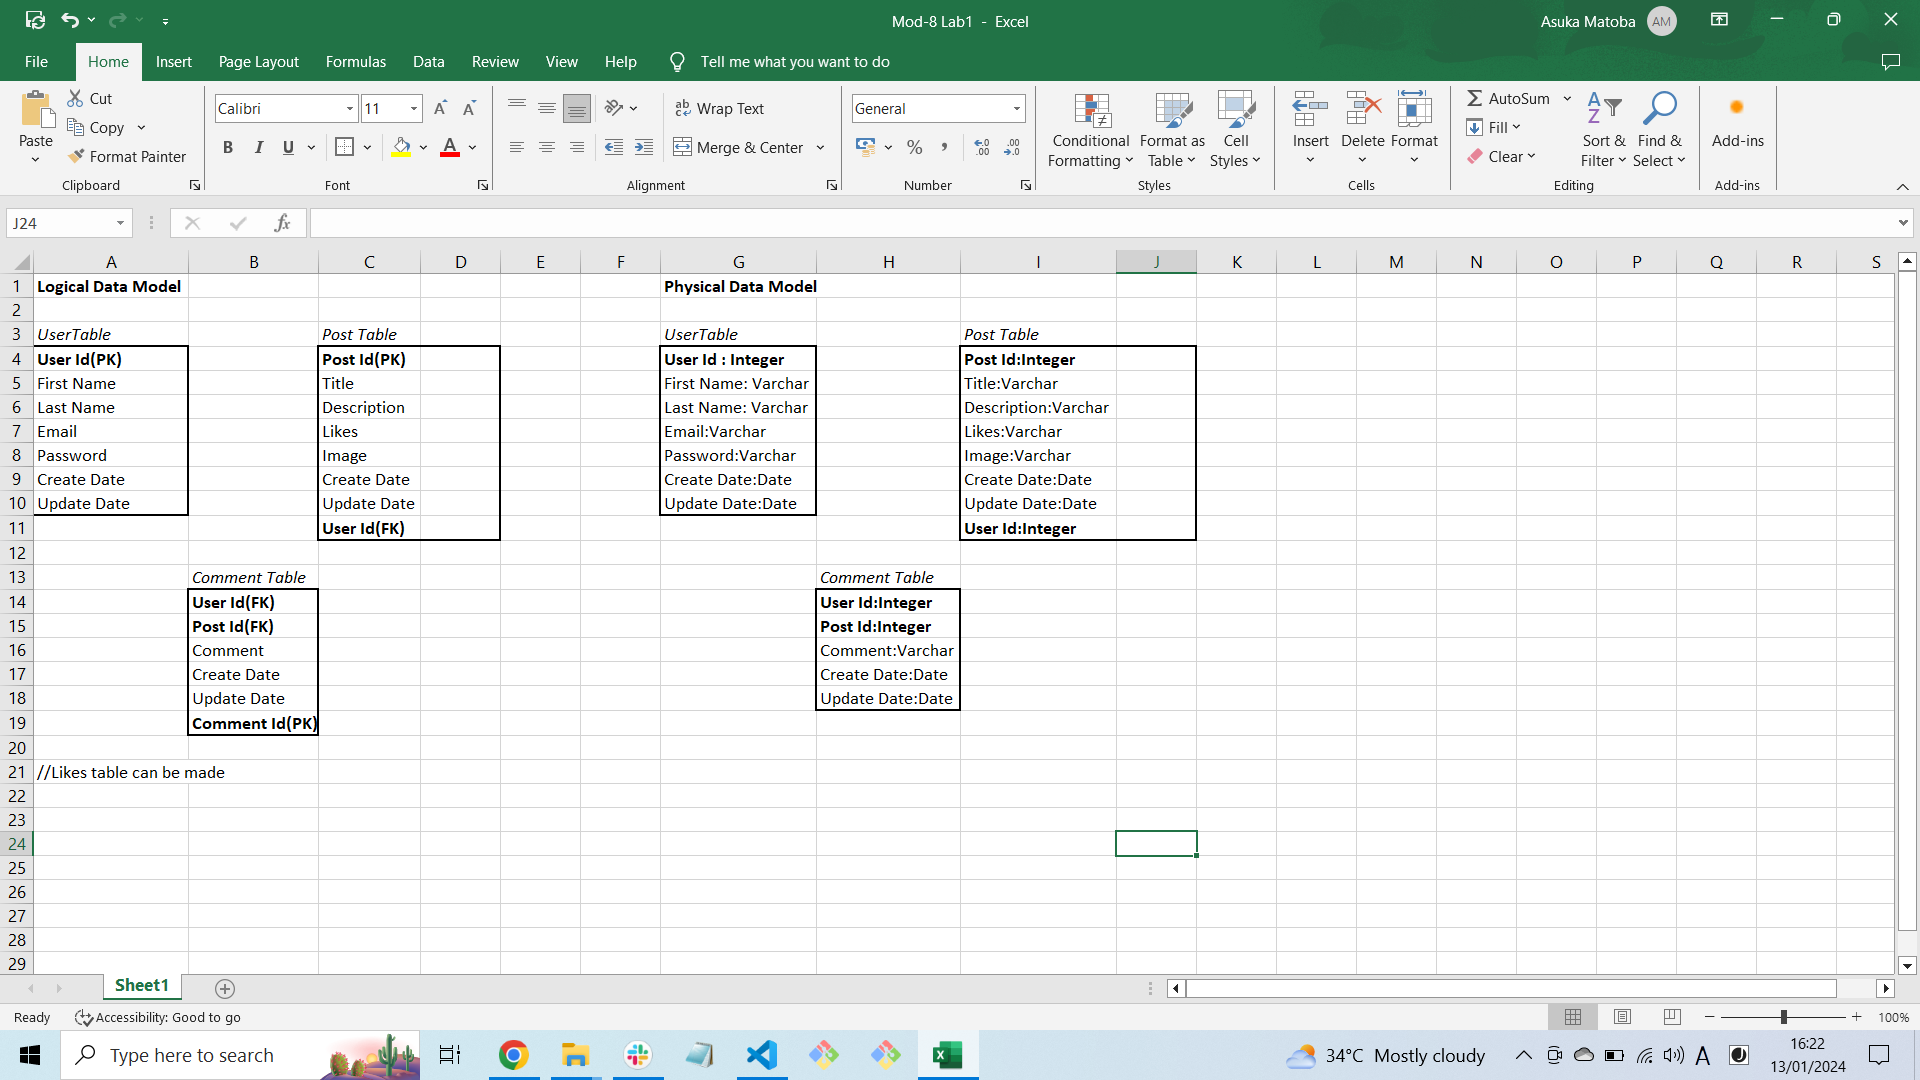 Mod-8 Lab1 - Excel
Asuka Matoba AM
File Home Insert Page Layout Formulas Data Review View Help Tell me what you want to do
Paste
Cut
Copy
Format Painter
Clipboard
Calibri 11
B I U A
Font
ab Wrap Text
Merge & Center
Alignment
General
% , .00
Number
Conditional Formatting
Format as Table
Cell Styles
Styles
Insert Delete Format
Cells
AutoSum
Fill
Clear
Sort & Filter
Find & Select
Editing
Add-ins
Add-ins
J24 fx
A B C D E F G H I J K L M N O P Q R S
1 Logical Data Model Physical Data Model
2
3 UserTable Post Table UserTable Post Table
4 User Id(PK) Post Id(PK) User Id : Integer Post Id:Integer
5 First Name Title First Name: Varchar Title:Varchar
6 Last Name Description Last Name: Varchar Description:Varchar
7 Email Likes Email:Varchar Likes:Varchar
8 Password Image Password:Varchar Image:Varchar
9 Create Date Create Date Create Date:Date Create Date:Date
10 Update Date Update Date Update Date:Date Update Date:Date
11 User Id(FK) User Id:Integer
12
13 Comment Table Comment Table
14 User Id(FK) User Id:Integer
15 Post Id(FK) Post Id:Integer
16 Comment Comment:Varchar
17 Create Date Create Date:Date
18 Update Date Update Date:Date
19 Comment Id(PK)
20
21 //Likes table can be made
22
23
24
25
26
27
28
29
Sheet1
Ready Accessibility: Good to go 100%
Type here to search
34°C Mostly cloudy
A
16:22
13/01/2024